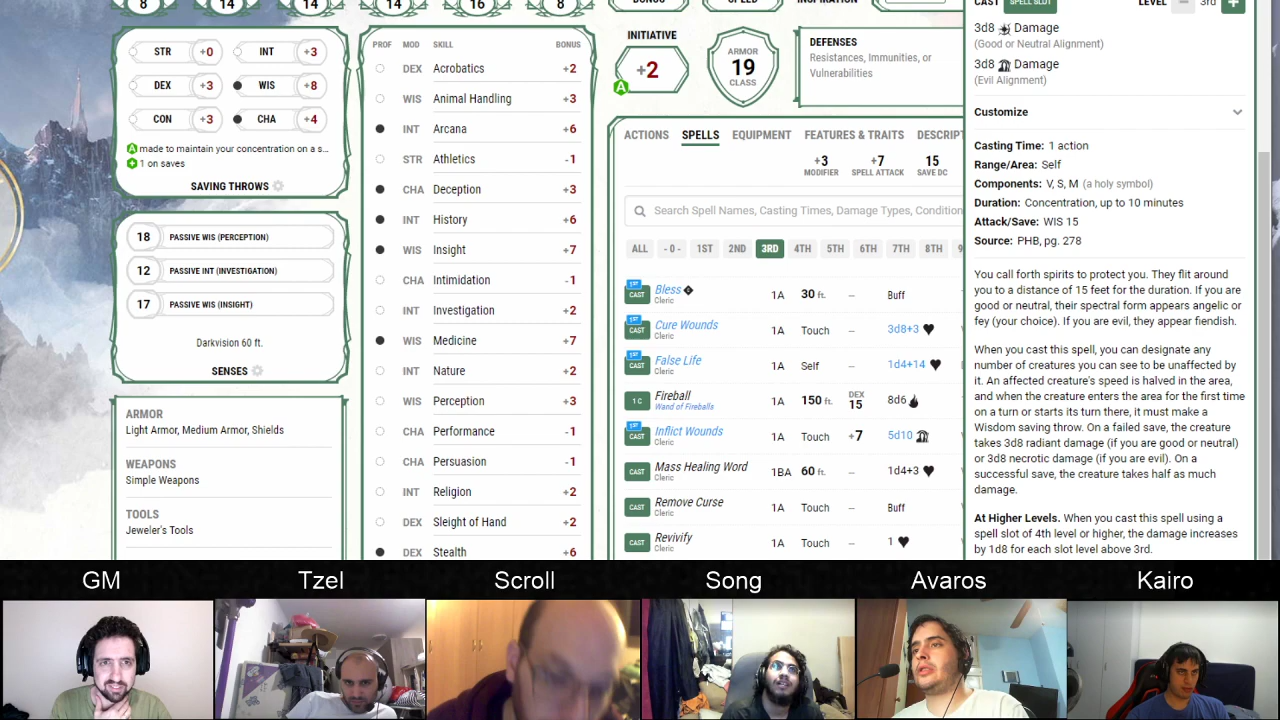 8
14
14
14
16
8
STR +0
INT +3
DEX +3
WIS +8
CON +3
CHA +4
made to maintain your concentration on a s...
1 on saves
SAVING THROWS
18 PASSIVE WIS (PERCEPTION)
12 PASSIVE INT (INVESTIGATION)
17 PASSIVE WIS (INSIGHT)
Darkvision 60 ft.
SENSES
ARMOR
Light Armor, Medium Armor, Shields
WEAPONS
Simple Weapons
TOOLS
Jeweler's Tools
PROF MOD SKILL BONUS
DEX Acrobatics +2
WIS Animal Handling +3
INT Arcana +6
STR Athletics -1
CHA Deception +3
INT History +6
WIS Insight +7
CHA Intimidation -1
INT Investigation +2
WIS Medicine +7
INT Nature +2
WIS Perception +3
CHA Performance -1
CHA Persuasion -1
INT Religion +2
DEX Sleight of Hand +2
DEX Stealth +6
BONUS
SPEED
INSPIRATION
INITIATIVE
+2
A
ARMOR
19
CLASS
DEFENSES
Resistances, Immunities, or
Vulnerabilities
ACTIONS SPELLS EQUIPMENT FEATURES & TRAITS DESCRIPT
+3 +7 15
MODIFIER SPELL ATTACK SAVE DC
Search Spell Names, Casting Times, Damage Types, Condition
ALL - 0 - 1ST 2ND 3RD 4TH 5TH 6TH 7TH 8TH 9
1ST CAST Bless 1A 30 ft. -- Buff
Cleric
1ST CAST Cure Wounds 1A Touch -- 3d8+3
Cleric
1ST CAST False Life 1A Self -- 1d4+14
Cleric
1 C Fireball 1A 150 ft. DEX 15 8d6
Wand of Fireballs
1ST CAST Inflict Wounds 1A Touch +7 5d10
Cleric
CAST Mass Healing Word 1BA 60 ft. -- 1d4+3
Cleric
CAST Remove Curse 1A Touch -- Buff
Cleric
CAST Revivify 1A Touch -- 1
Cleric
CAST SPELL SLOT LEVEL − 3rd +
3d8 Damage
(Good or Neutral Alignment)
3d8 Damage
(Evil Alignment)
Customize
Casting Time: 1 action
Range/Area: Self
Components: V, S, M (a holy symbol)
Duration: Concentration, up to 10 minutes
Attack/Save: WIS 15
Source: PHB, pg. 278
You call forth spirits to protect you. They flit around
you to a distance of 15 feet for the duration. If you are
good or neutral, their spectral form appears angelic or
fey (your choice). If you are evil, they appear fiendish.
When you cast this spell, you can designate any
number of creatures you can see to be unaffected by
it. An affected creature's speed is halved in the area,
and when the creature enters the area for the first time
on a turn or starts its turn there, it must make a
Wisdom saving throw. On a failed save, the creature
takes 3d8 radiant damage (if you are good or neutral)
or 3d8 necrotic damage (if you are evil). On a
successful save, the creature takes half as much
damage.
At Higher Levels. When you cast this spell using a
spell slot of 4th level or higher, the damage increases
by 1d8 for each slot level above 3rd.
GM
Tzel
Scroll
Song
Avaros
Kairo